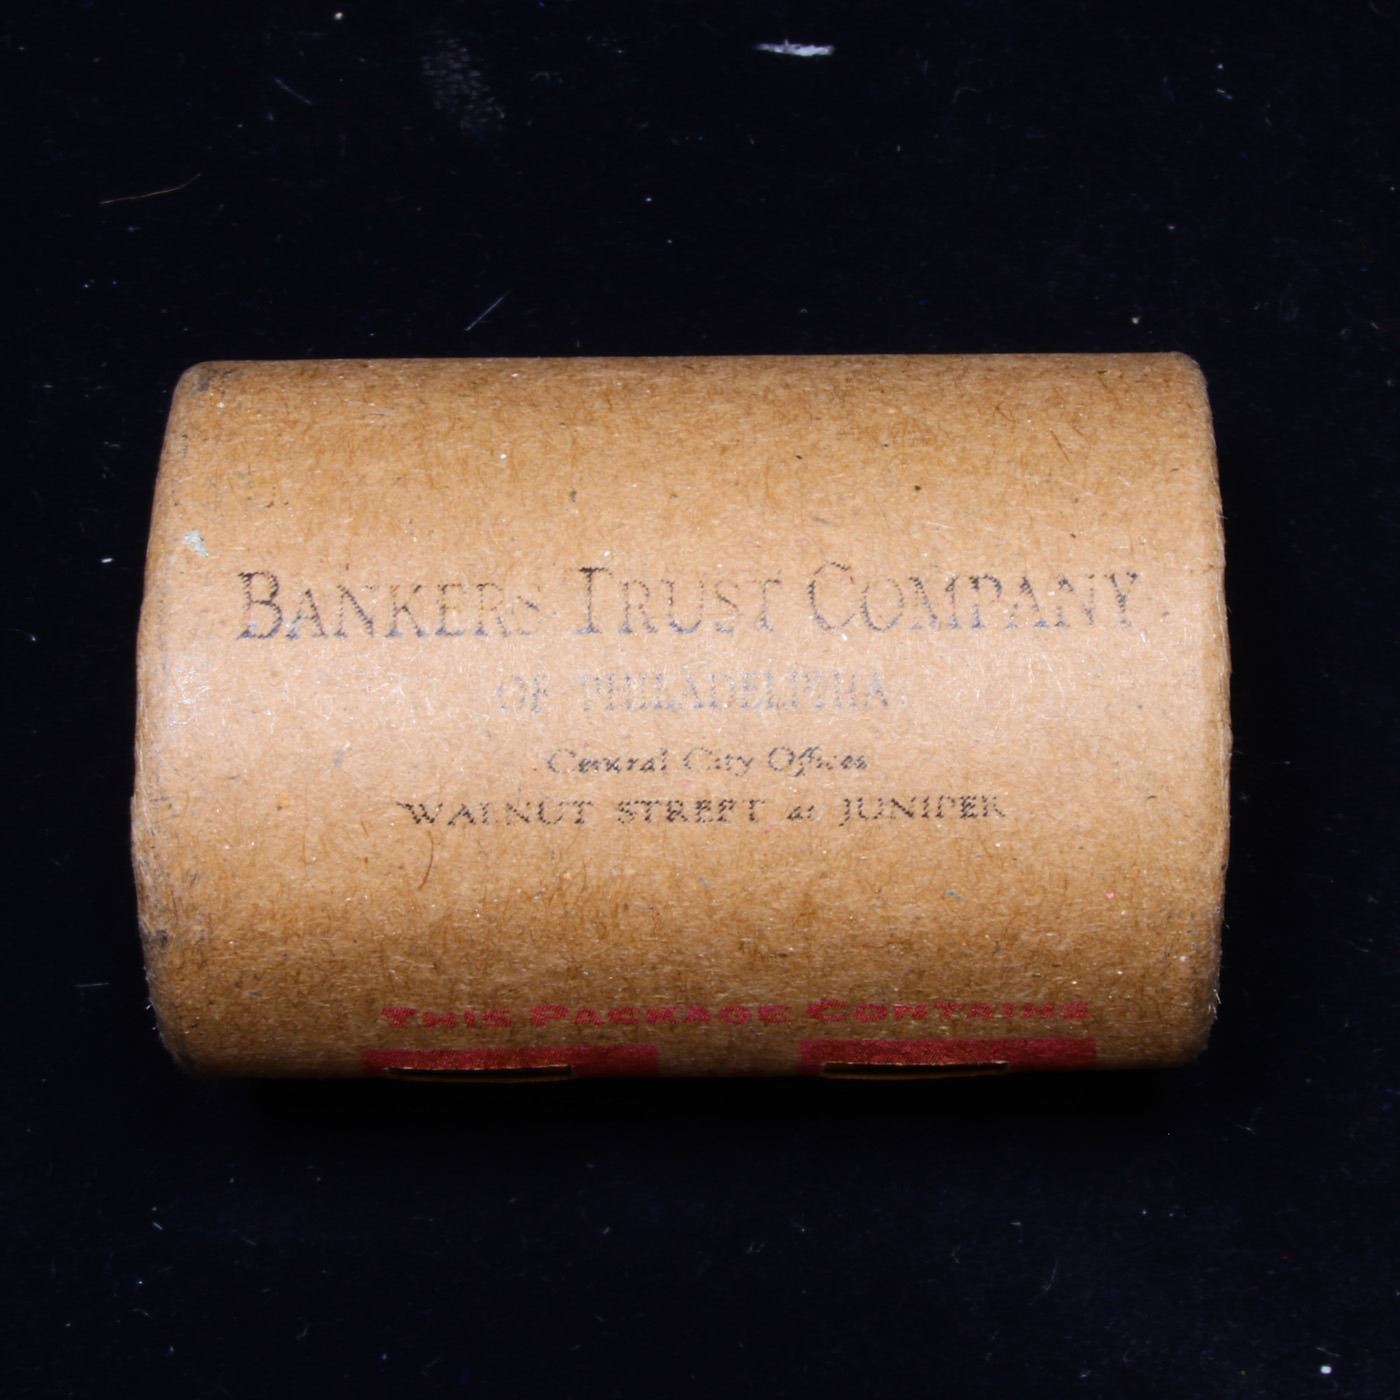 BANKERS TRUST COMPANY
OF PHILADELPHIA
Central City Offices
WALNUT STREET at JUNIPER
THIS PACKAGE CONTAINS